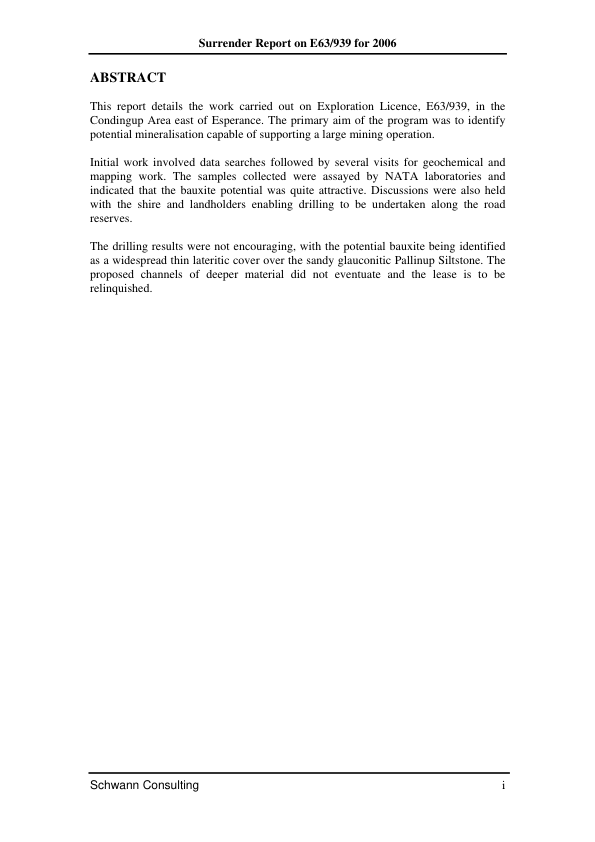 Surrender Report on E63/939 for 2006
ABSTRACT
This report details the work carried out on Exploration Licence, E63/939, in the
Condingup Area east of Esperance. The primary aim of the program was to identify
potential mineralisation capable of supporting a large mining operation.
Initial work involved data searches followed by several visits for geochemical and
mapping work. The samples collected were assayed by NATA laboratories and
indicated that the bauxite potential was quite attractive. Discussions were also held
with the shire and landholders enabling drilling to be undertaken along the road
reserves.
The drilling results were not encouraging, with the potential bauxite being identified
as a widespread thin lateritic cover over the sandy glauconitic Pallinup Siltstone. The
proposed channels of deeper material did not eventuate and the lease is to be
relinquished.
Schwann Consulting i